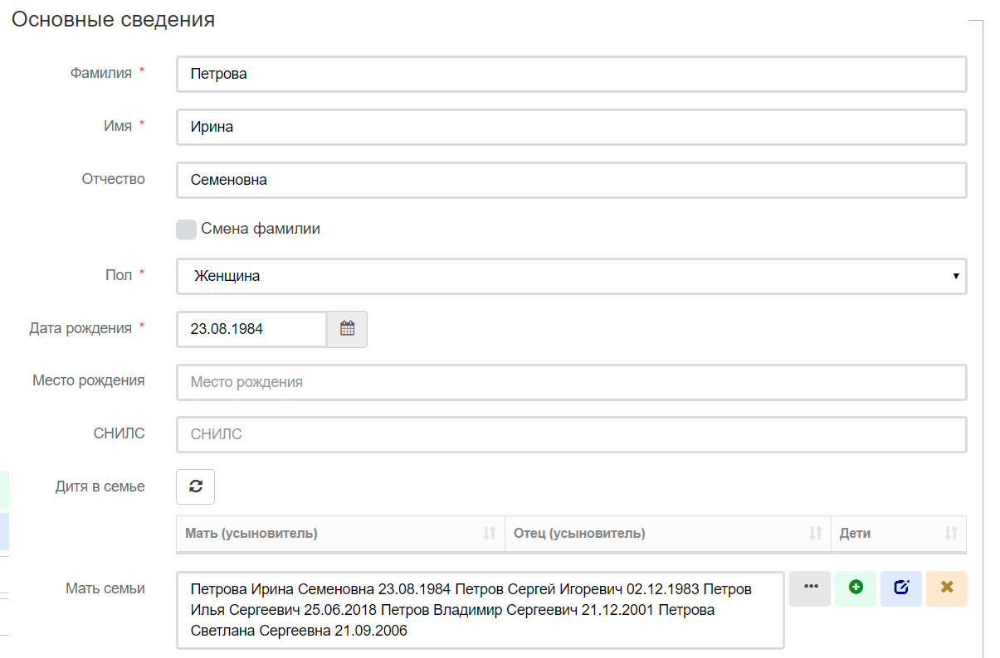 Основные сведения
Фамилия * Петрова
Имя * Ирина
Отчество Семеновна
Смена фамилии
Пол * Женщина
Дата рождения * 23.08.1984
Место рождения Место рождения
СНИЛС СНИЛС
Дитя в семье
Мать (усыновитель) Отец (усыновитель) Дети
Мать семьи Петрова Ирина Семеновна 23.08.1984 Петров Сергей Игоревич 02.12.1983 Петров
Илья Сергеевич 25.06.2018 Петров Владимир Сергеевич 21.12.2001 Петрова
Светлана Сергеевна 21.09.2006